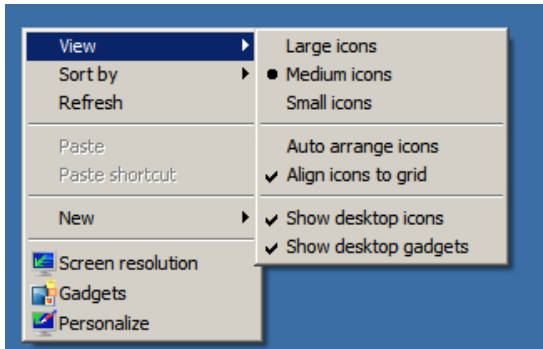 View
Sort by
Refresh
Paste
Paste shortcut
New
Screen resolution
Gadgets
Personalize
Large icons
Medium icons
Small icons
Auto arrange icons
Align icons to grid
Show desktop icons
Show desktop gadgets